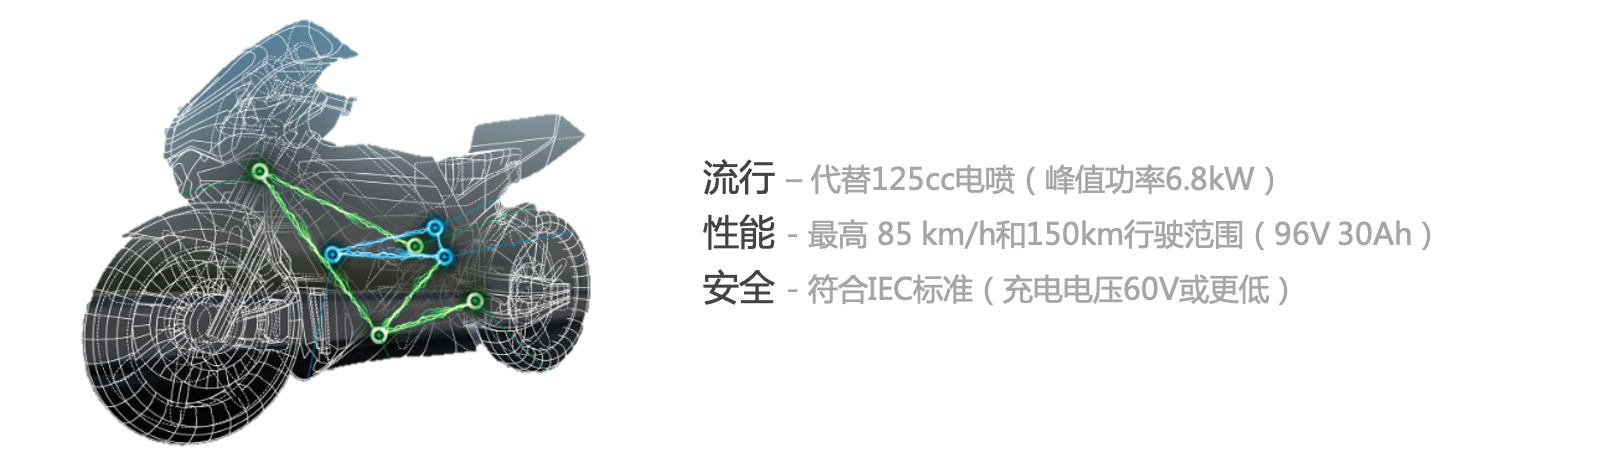 流行 – 代替125cc电喷（峰值功率6.8kW）
性能 - 最高 85 km/h和150km行驶范围（96V 30Ah）
安全 - 符合IEC标准（充电电压60V或更低）